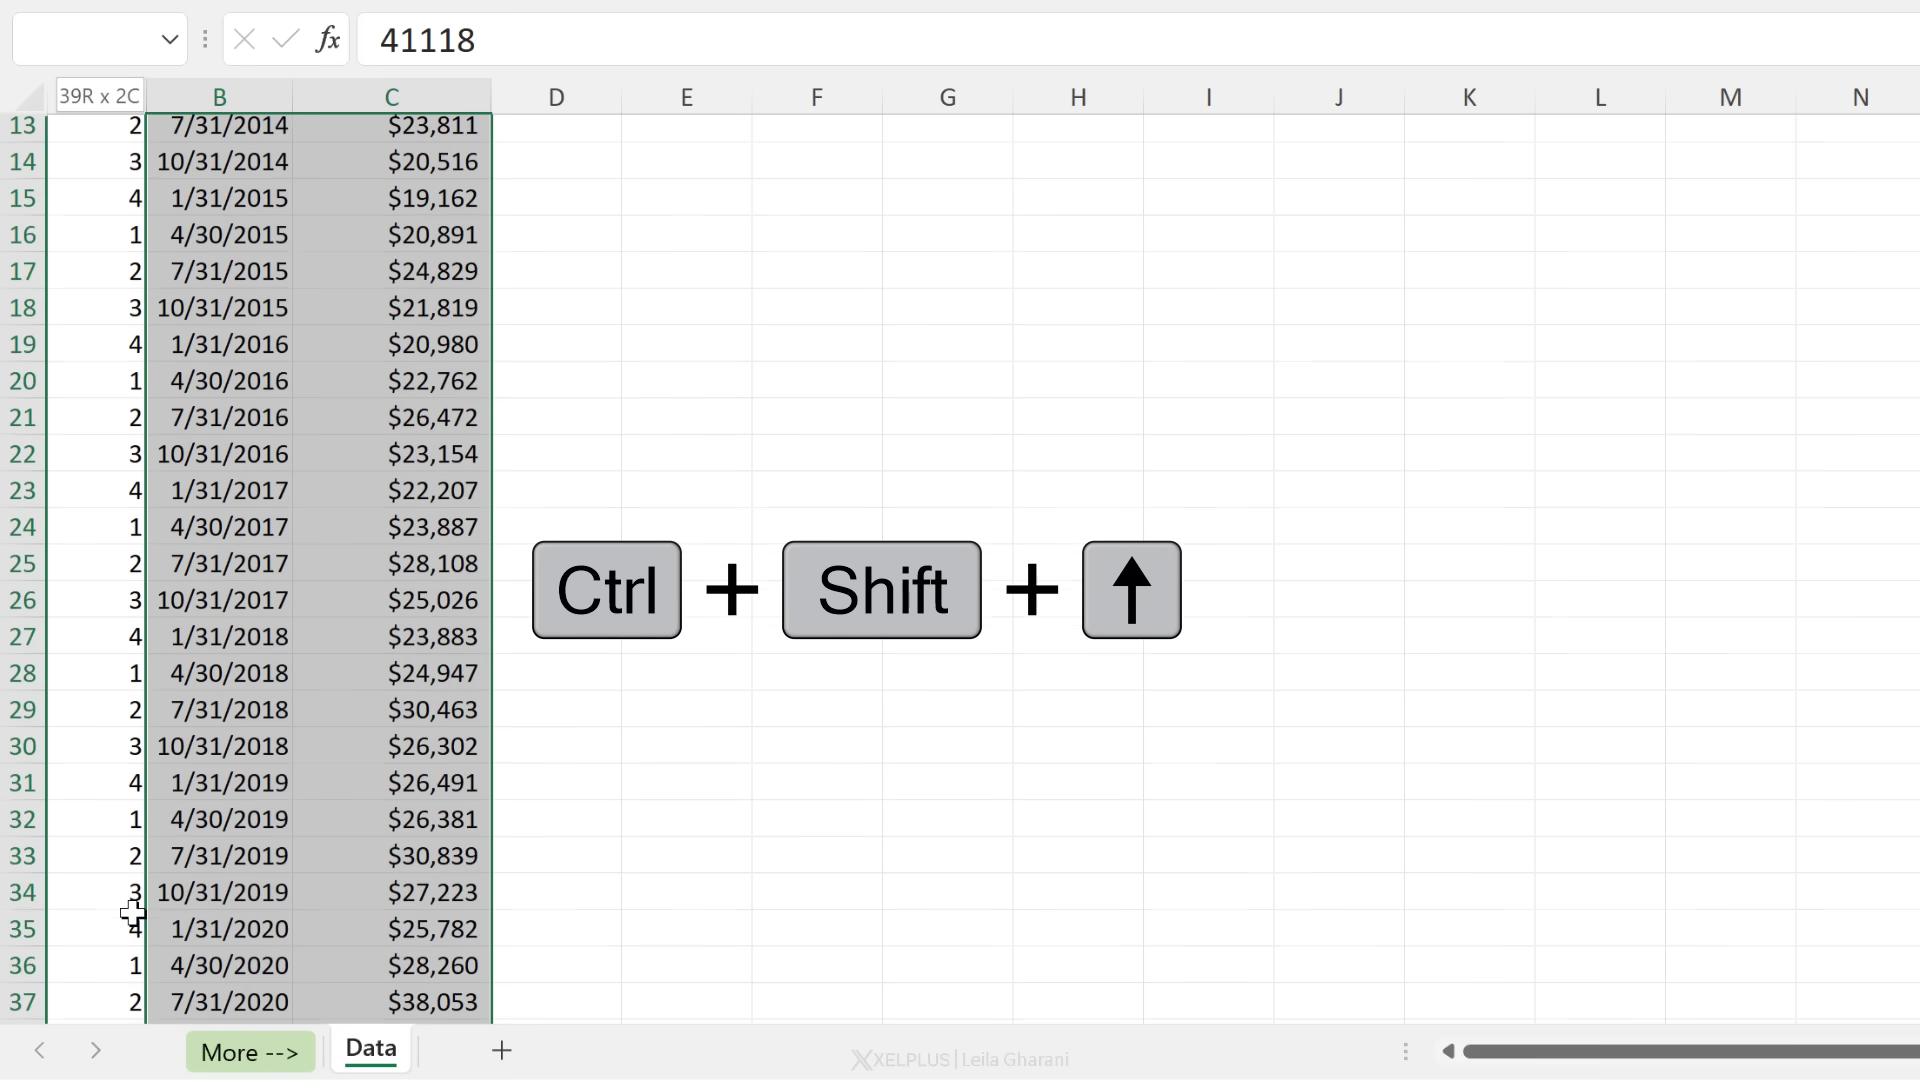 fx 41118
39R x 2C B C D E F G H I J K L M N
13 2 7/31/2014 $23,811
14 3 10/31/2014 $20,516
15 4 1/31/2015 $19,162
16 1 4/30/2015 $20,891
17 2 7/31/2015 $24,829
18 3 10/31/2015 $21,819
19 4 1/31/2016 $20,980
20 1 4/30/2016 $22,762
21 2 7/31/2016 $26,472
22 3 10/31/2016 $23,154
23 4 1/31/2017 $22,207
24 1 4/30/2017 $23,887
25 2 7/31/2017 $28,108
26 3 10/31/2017 $25,026
Ctrl + Shift + ↑
27 4 1/31/2018 $23,883
28 1 4/30/2018 $24,947
29 2 7/31/2018 $30,463
30 3 10/31/2018 $26,302
31 4 1/31/2019 $26,491
32 1 4/30/2019 $26,381
33 2 7/31/2019 $30,839
34 3 10/31/2019 $27,223
35 4 1/31/2020 $25,782
36 1 4/30/2020 $28,260
37 2 7/31/2020 $38,053
More --> Data +
XELPLUS | Leila Gharani